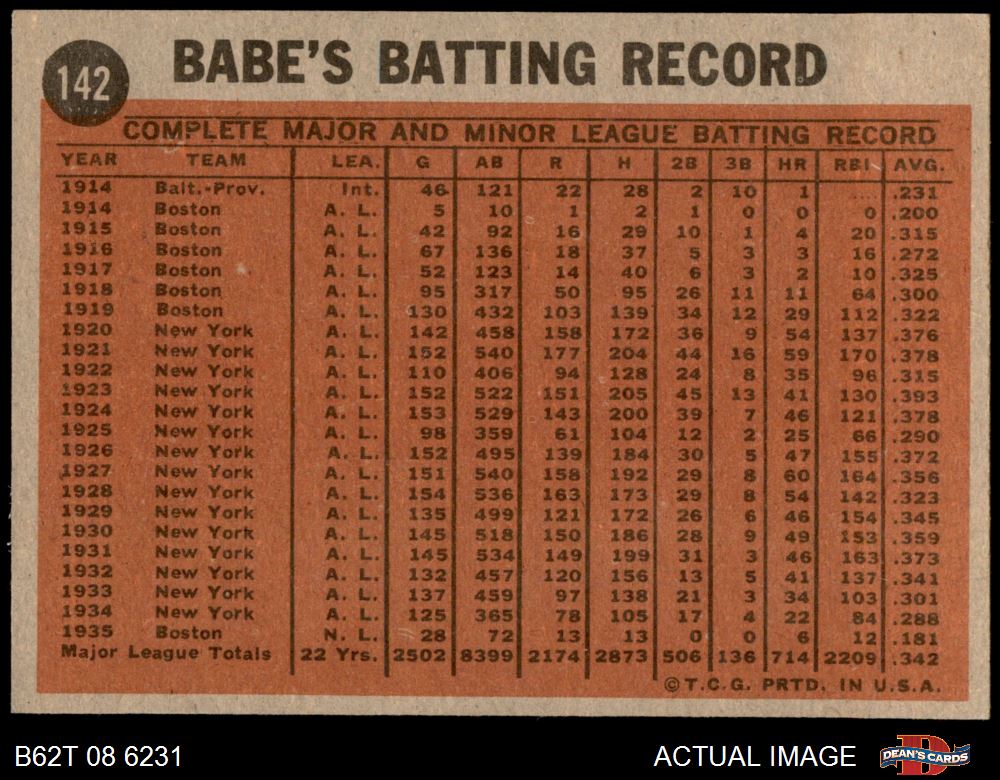 142 BABE'S BATTING RECORD
COMPLETE MAJOR AND MINOR LEAGUE BATTING RECORD
YEAR TEAM LEA. G AB R H 2B 3B HR RBI AVG.
1914 Balt.-Prov. Int. 46 121 22 28 2 10 1 .... .231
1914 Boston A. L. 5 10 1 2 1 0 0 0 .200
1915 Boston A. L. 42 92 16 29 10 1 4 20 .315
1916 Boston A. L. 67 136 18 37 5 3 3 16 .272
1917 Boston A. L. 52 123 14 40 6 3 2 10 .325
1918 Boston A. L. 95 317 50 95 26 11 11 64 .300
1919 Boston A. L. 130 432 103 139 34 12 29 112 .322
1920 New York A. L. 142 458 158 172 36 9 54 137 .376
1921 New York A. L. 152 540 177 204 44 16 59 170 .378
1922 New York A. L. 110 406 94 128 24 8 35 96 .315
1923 New York A. L. 152 522 151 205 45 13 41 130 .393
1924 New York A. L. 153 529 143 200 39 7 46 121 .378
1925 New York A. L. 98 359 61 104 12 2 25 66 .290
1926 New York A. L. 152 495 139 184 30 5 47 155 .372
1927 New York A. L. 151 540 158 192 29 8 60 164 .356
1928 New York A. L. 154 536 163 173 29 8 54 142 .323
1929 New York A. L. 135 499 121 172 26 6 46 154 .345
1930 New York A. L. 145 518 150 186 28 9 49 153 .359
1931 New York A. L. 145 534 149 199 31 3 46 163 .373
1932 New York A. L. 132 457 120 156 13 5 41 137 .341
1933 New York A. L. 137 459 97 138 21 3 34 103 .301
1934 New York A. L. 125 365 78 105 17 4 22 84 .288
1935 Boston N. L. 28 72 13 13 0 0 6 12 .181
Major League Totals 22 Yrs. 2502 8399 2174 2873 506 136 714 2209 .342
©T.C.G. PRTD. IN U.S.A.
B62T 08 6231 ACTUAL IMAGE DEAN'S CARDS